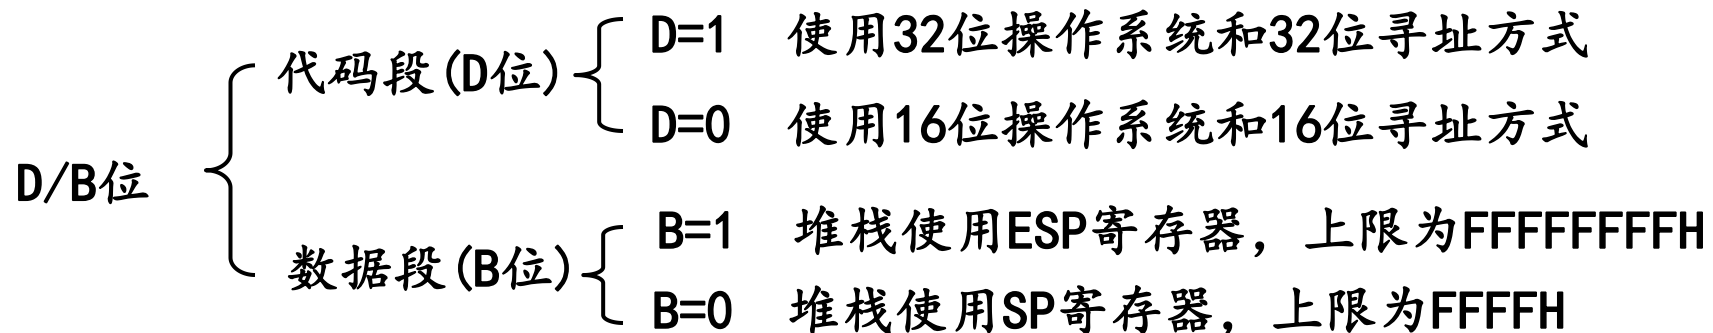 D=1 使用32位操作系统和32位寻址方式
代码段(D位)
D=0 使用16位操作系统和16位寻址方式
D/B位
B=1 堆栈使用ESP寄存器，上限为FFFFFFFFH
数据段(B位)
B=0 堆栈使用SP寄存器，上限为FFFFH